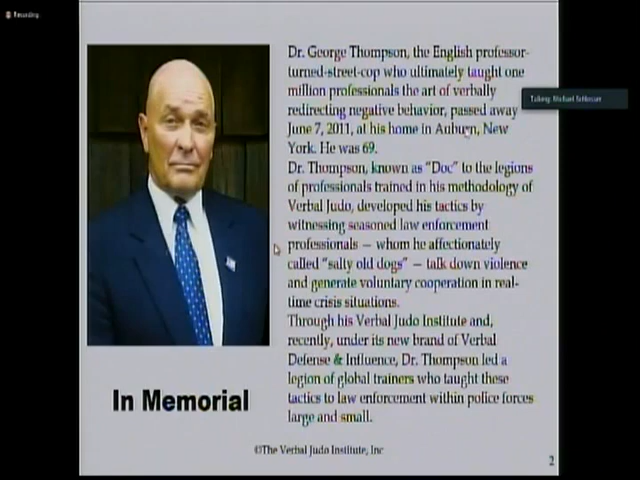 Recording
Dr. George Thompson, the English professor-
turned-street-cop who ultimately taught one
million professionals the art of verbally
redirecting negative behavior, passed away
June 7, 2011, at his home in Auburn, New
York. He was 69.
Dr. Thompson, known as “Doc” to the legions
of professionals trained in his methodology of
Verbal Judo, developed his tactics by
witnessing seasoned law enforcement
professionals — whom he affectionately
called “salty old dogs” — talk down violence
and generate voluntary cooperation in real-
time crisis situations.
Through his Verbal Judo Institute and,
recently, under its new brand of Verbal
Defense & Influence, Dr. Thompson led a
legion of global trainers who taught these
tactics to law enforcement within police forces
large and small.
Talking: Michael
In Memorial
©The Verbal Judo Institute, Inc
2